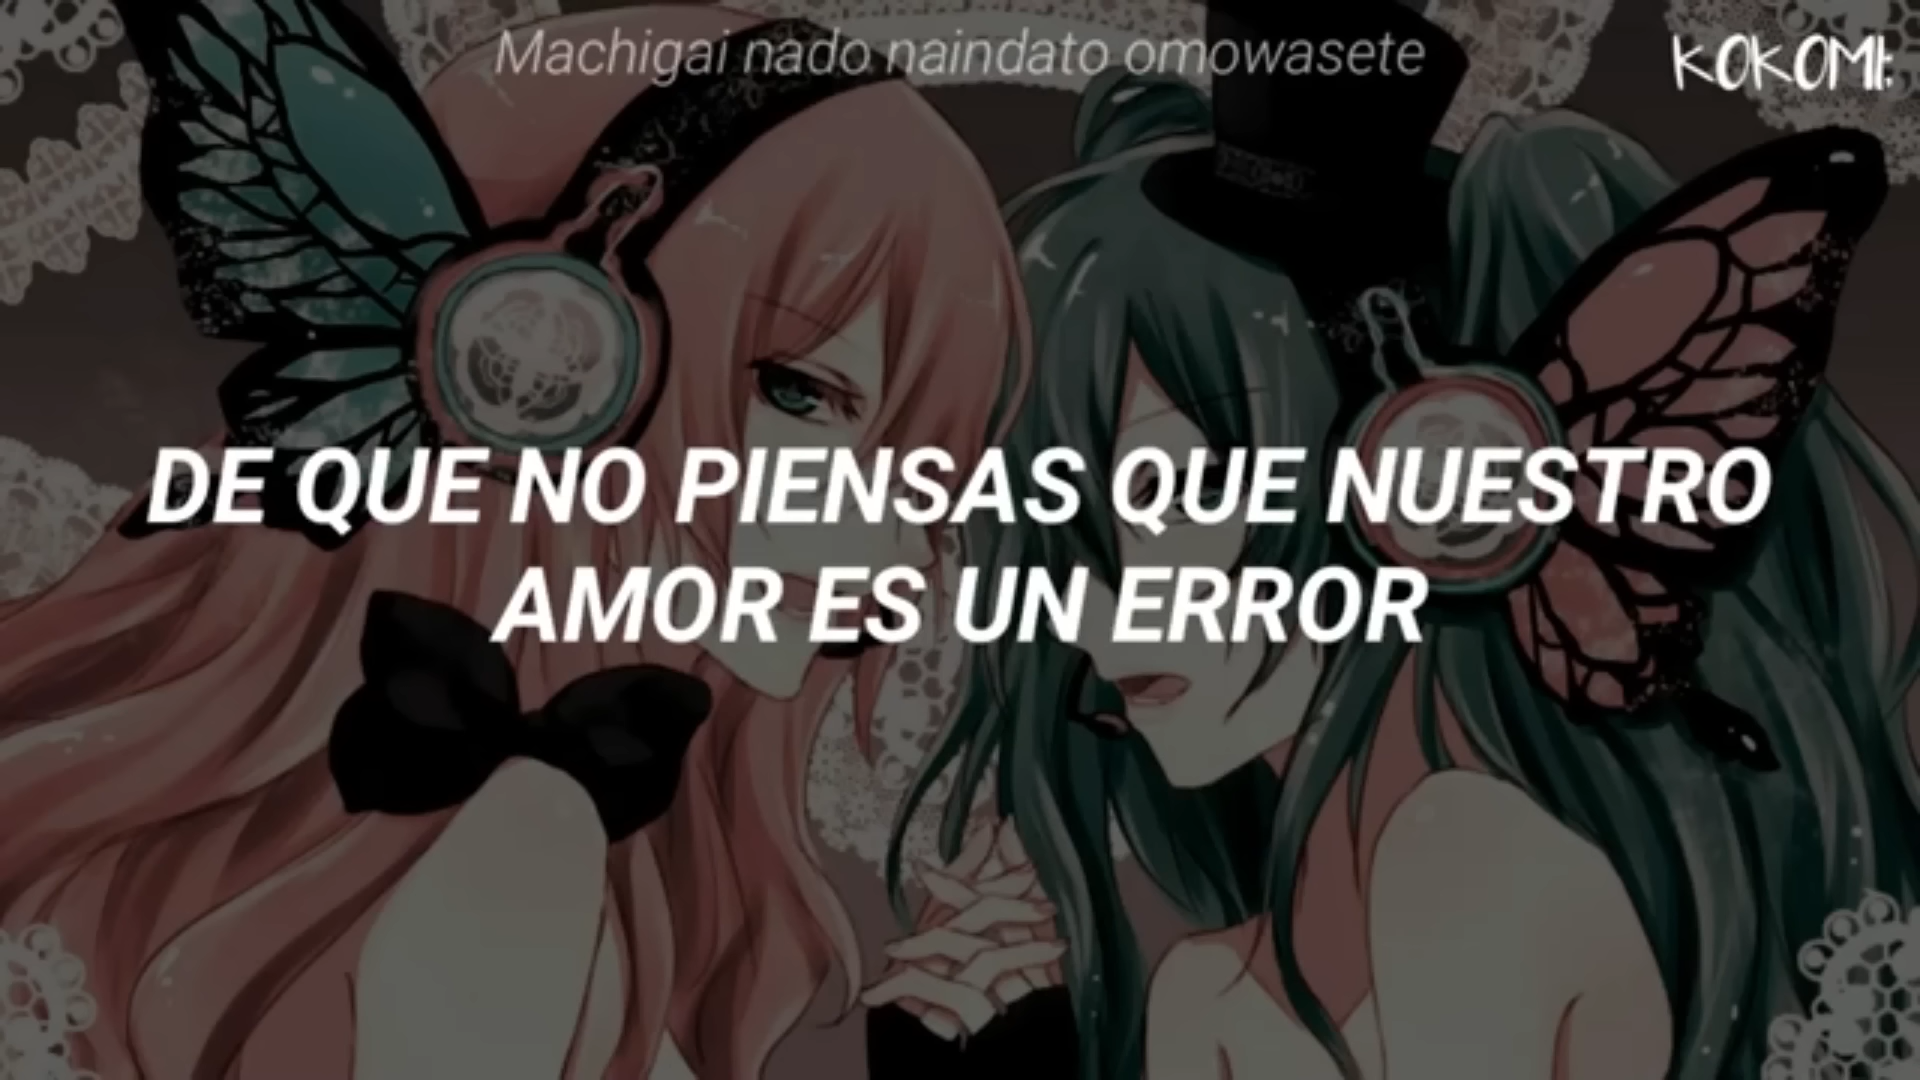 Machigai nado naindato omowasete
KOKOMI:
DE QUE NO PIENSAS QUE NUESTRO
AMOR ES UN ERROR